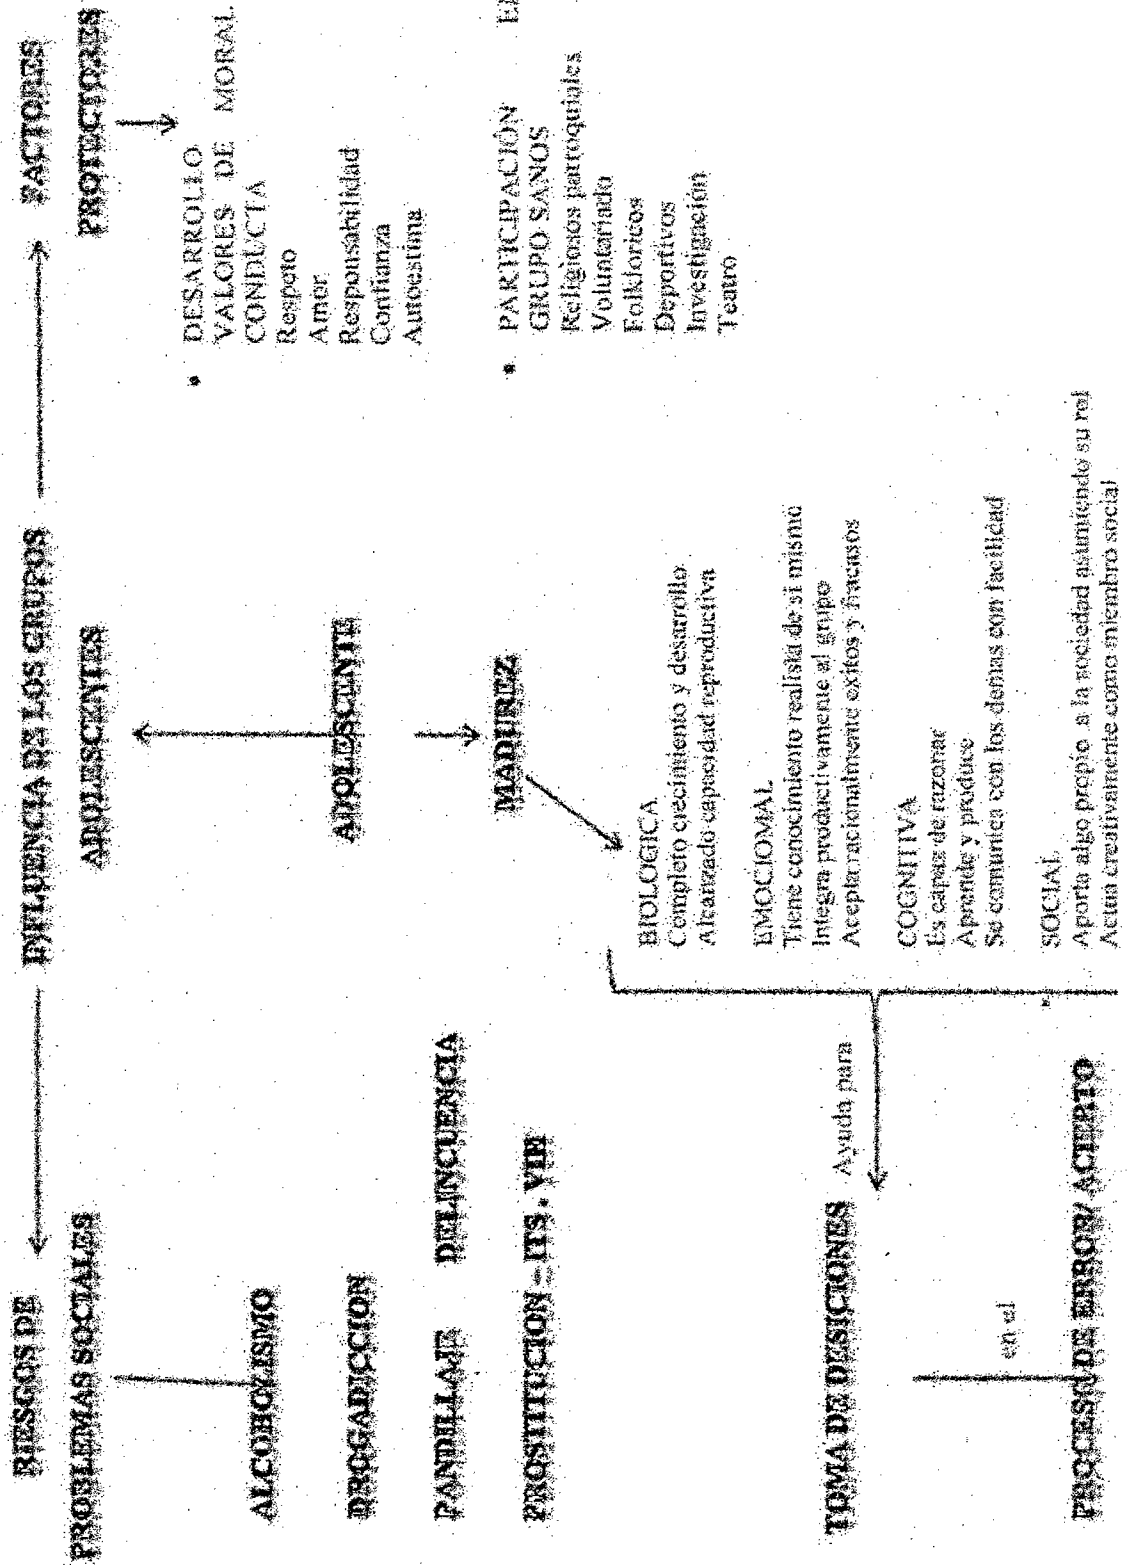 RIESGOS DE
PROBLEMAS SOCIALES
ALCOHOLISMO
DROGADICCION
PANDILLAJE DELINCUENCIA
PROSTITUCION – ITS . VIH
TOMA DE DESICIONES
Ayuda para
en el
PROCESO DE ERROR/ ACIERTO
INFLUENCIA DE LOS GRUPOS
ADOLESCENTES
ADOLESCENTE
MADUREZ
BIOLOGICA
Completo crecimiento y desarrollo
Alcanzado capacidad reproductiva
EMOCIOMAL
Tiene conocimiento realista de si mismo
Integra productivamente al grupo
Acepta racionalmente exitos y fracasos
COGNITIVA
Es capaz de razonar
Aprende y produce
Se comunica con los demas con facilidad
SOCIAL
Aporta algo propio a la sociedad asumiendo su rol
Actua creativamente como miembro social
FACTORES
PROTECTORES
• DESARROLLO
VALORES DE MORAL
CONDUCTA
Respeto
Amor
Responsabilidad
Confianza
Autoestima
• PARTICIPACIÓN
GRUPO SANOS
Religiosos parroquiales
Voluntariado
Folkloricos
Deportivos
Investigación
Teatro